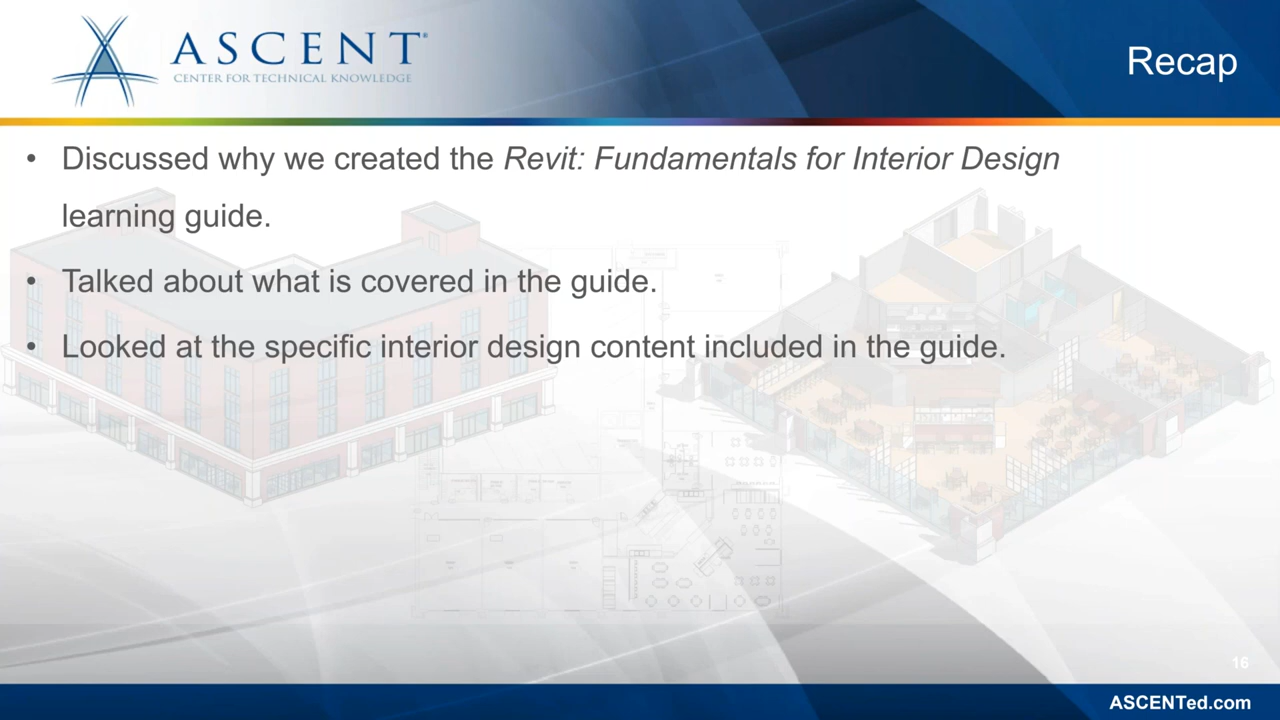 ASCENT®
CENTER FOR TECHNICAL KNOWLEDGE
Recap
• Discussed why we created the Revit: Fundamentals for Interior Design
learning guide.
• Talked about what is covered in the guide.
• Looked at the specific interior design content included in the guide.
16
ASCENTed.com